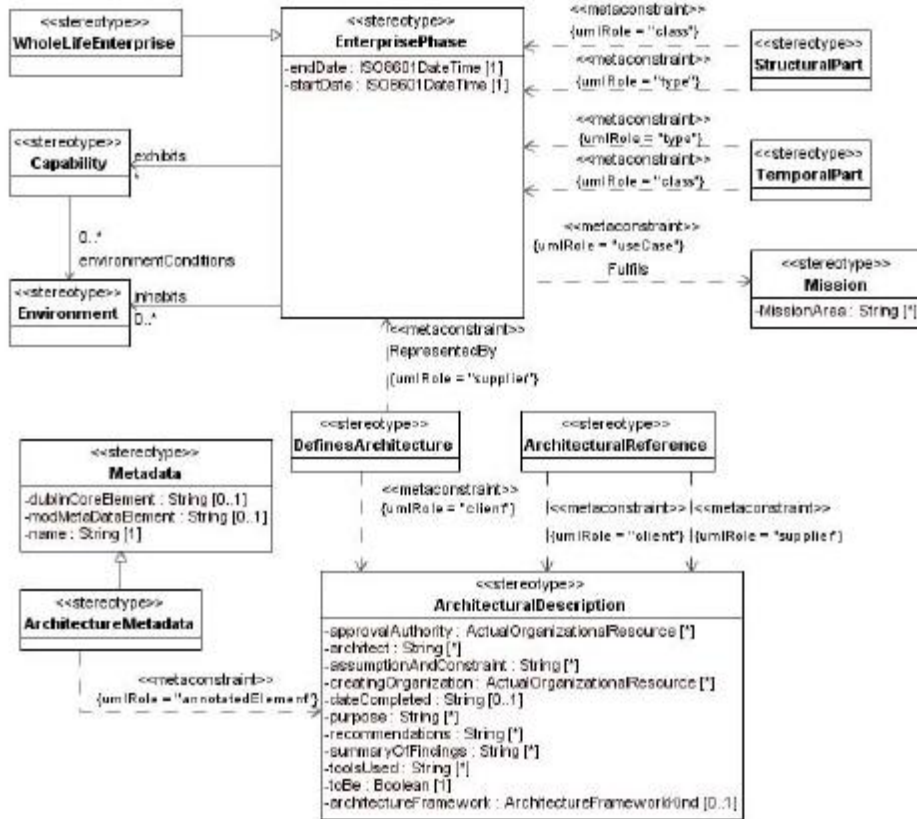 <<stereotype>>
WholeLifeEnterprise
<<stereotype>>
EnterprisePhase
-endDate : ISO8601DateTime [1]
-startDate : ISO8601DateTime [1]
<<metaconstraint>>
{umlRole = "class"}
<<metaconstraint>>
{umlRole = "type"}
<<stereotype>>
StructuralPart
<<stereotype>>
Capability
exhibits
*
<<metaconstraint>>
{umlRole = "type"}
<<metaconstraint>>
{umlRole = "class"}
<<stereotype>>
TemporalPart
0..*
environmentConditions
<<metaconstraint>>
{umlRole = "useCase"}
Fulfils
<<stereotype>>
Mission
-MissionArea : String [*]
<<stereotype>>
Environment
inhabits
0..*
<<metaconstraint>>
RepresentedBy
{umlRole = "supplier"}
<<stereotype>>
DefinesArchitecture
<<stereotype>>
ArchitecturalReference
<<stereotype>>
Metadata
-dublinCoreElement : String [0..1]
-modMetaDataElement : String [0..1]
-name : String [1]
<<metaconstraint>>
{umlRole = "client"}
<<metaconstraint>>
{umlRole = "client"}
<<metaconstraint>>
{umlRole = "supplier"}
<<stereotype>>
ArchitectureMetadata
<<metaconstraint>>
{umlRole = "annotatedElement"}
<<stereotype>>
ArchitecturalDescription
-approvalAuthority : ActualOrganizationalResource [*]
-architect : String [*]
-assumptionAndConstraint : String [*]
-creatingOrganization : ActualOrganizationalResource [*]
-dateCompleted : String [0..1]
-purpose : String [*]
-recommendations : String [*]
-summaryOfFindings : String [*]
-toolsUsed : String [*]
-toBe : Boolean [1]
-architectureFramework : ArchitectureFrameworkKind [0..1]